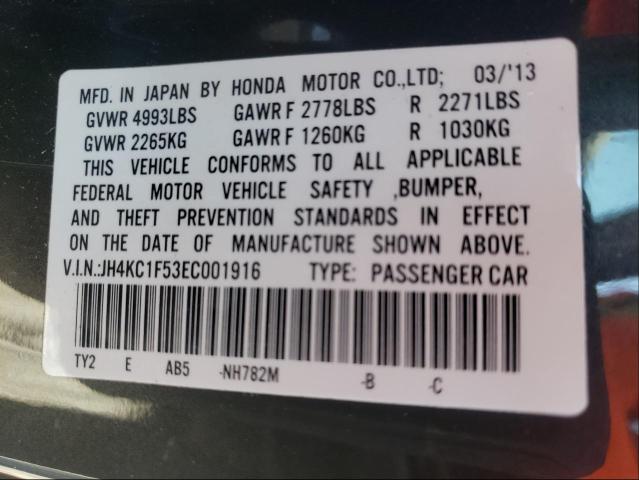 MFD. IN JAPAN BY HONDA MOTOR CO.,LTD; 03/'13
GVWR 4993LBS GAWR F 2778LBS R 2271LBS
GVWR 2265KG GAWR F 1260KG R 1030KG
THIS VEHICLE CONFORMS TO ALL APPLICABLE
FEDERAL MOTOR VEHICLE SAFETY ,BUMPER,
AND THEFT PREVENTION STANDARDS IN EFFECT
ON THE DATE OF MANUFACTURE SHOWN ABOVE.
V.I.N.:JH4KC1F53EC001916 TYPE: PASSENGER CAR
TY2 E AB5 -NH782M -B -C